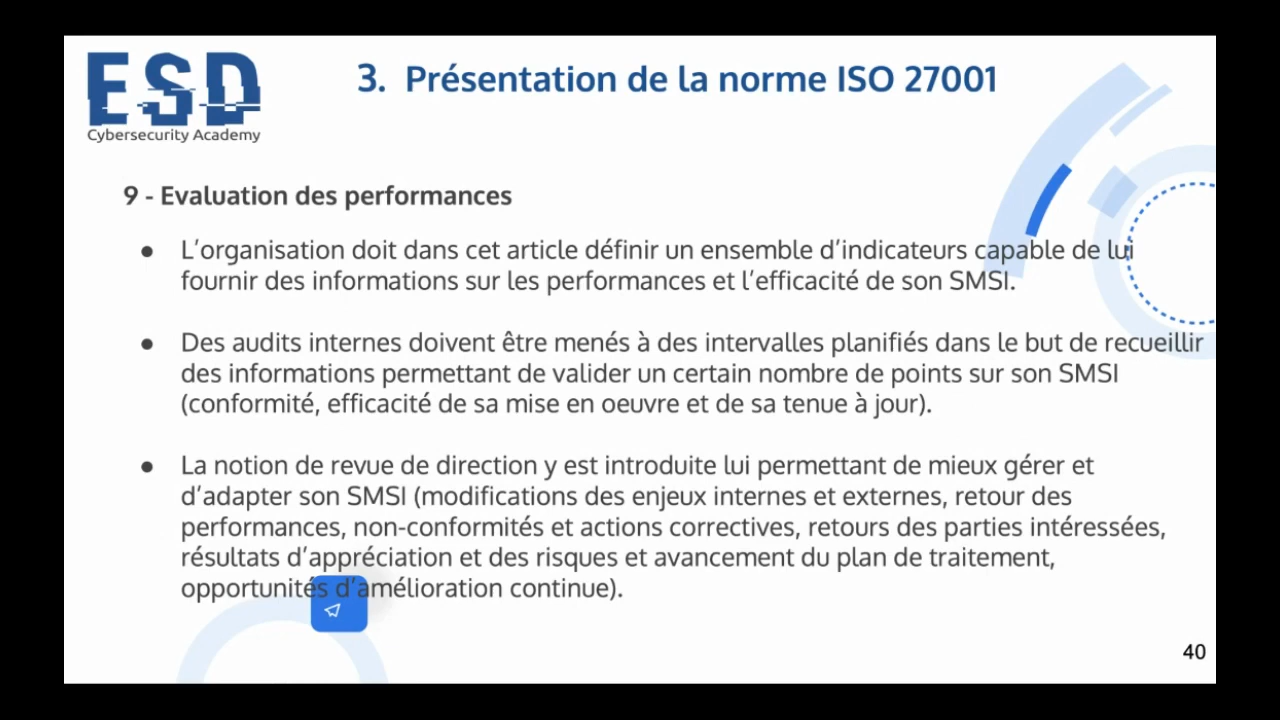 ESD
Cybersecurity Academy
3. Présentation de la norme ISO 27001
9 - Evaluation des performances
● L’organisation doit dans cet article définir un ensemble d’indicateurs capable de lui
fournir des informations sur les performances et l’efficacité de son SMSI.
● Des audits internes doivent être menés à des intervalles planifiés dans le but de recueillir
des informations permettant de valider un certain nombre de points sur son SMSI
(conformité, efficacité de sa mise en oeuvre et de sa tenue à jour).
● La notion de revue de direction y est introduite lui permettant de mieux gérer et
d’adapter son SMSI (modifications des enjeux internes et externes, retour des
performances, non-conformités et actions correctives, retours des parties intéressées,
résultats d’appréciation et des risques et avancement du plan de traitement,
opportunités d’amélioration continue).
40